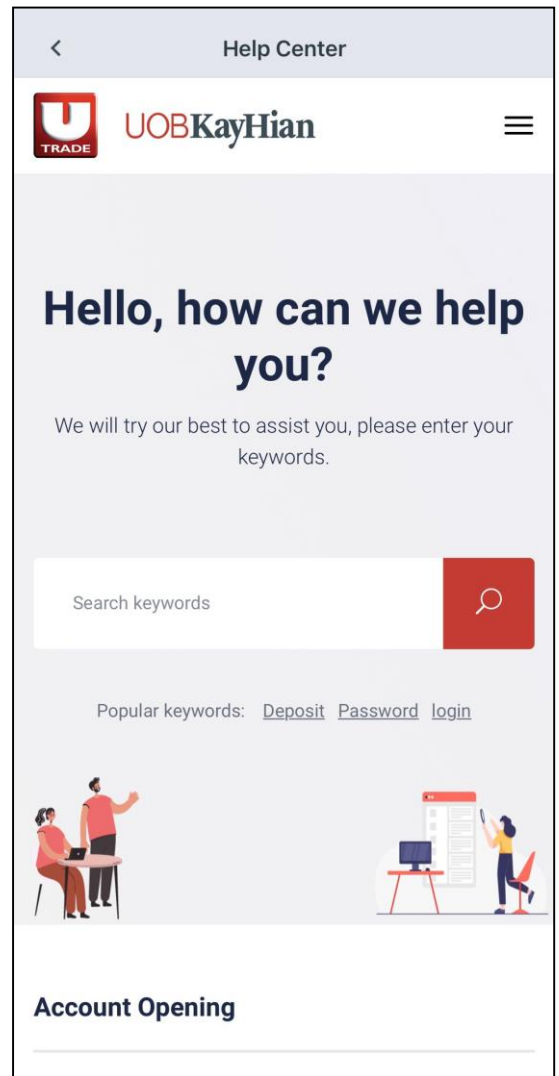 Help Center
U
TRADE
UOBKayHian
Hello, how can we help
you?
We will try our best to assist you, please enter your
keywords.
Search keywords
Popular keywords: Deposit Password login
Account Opening